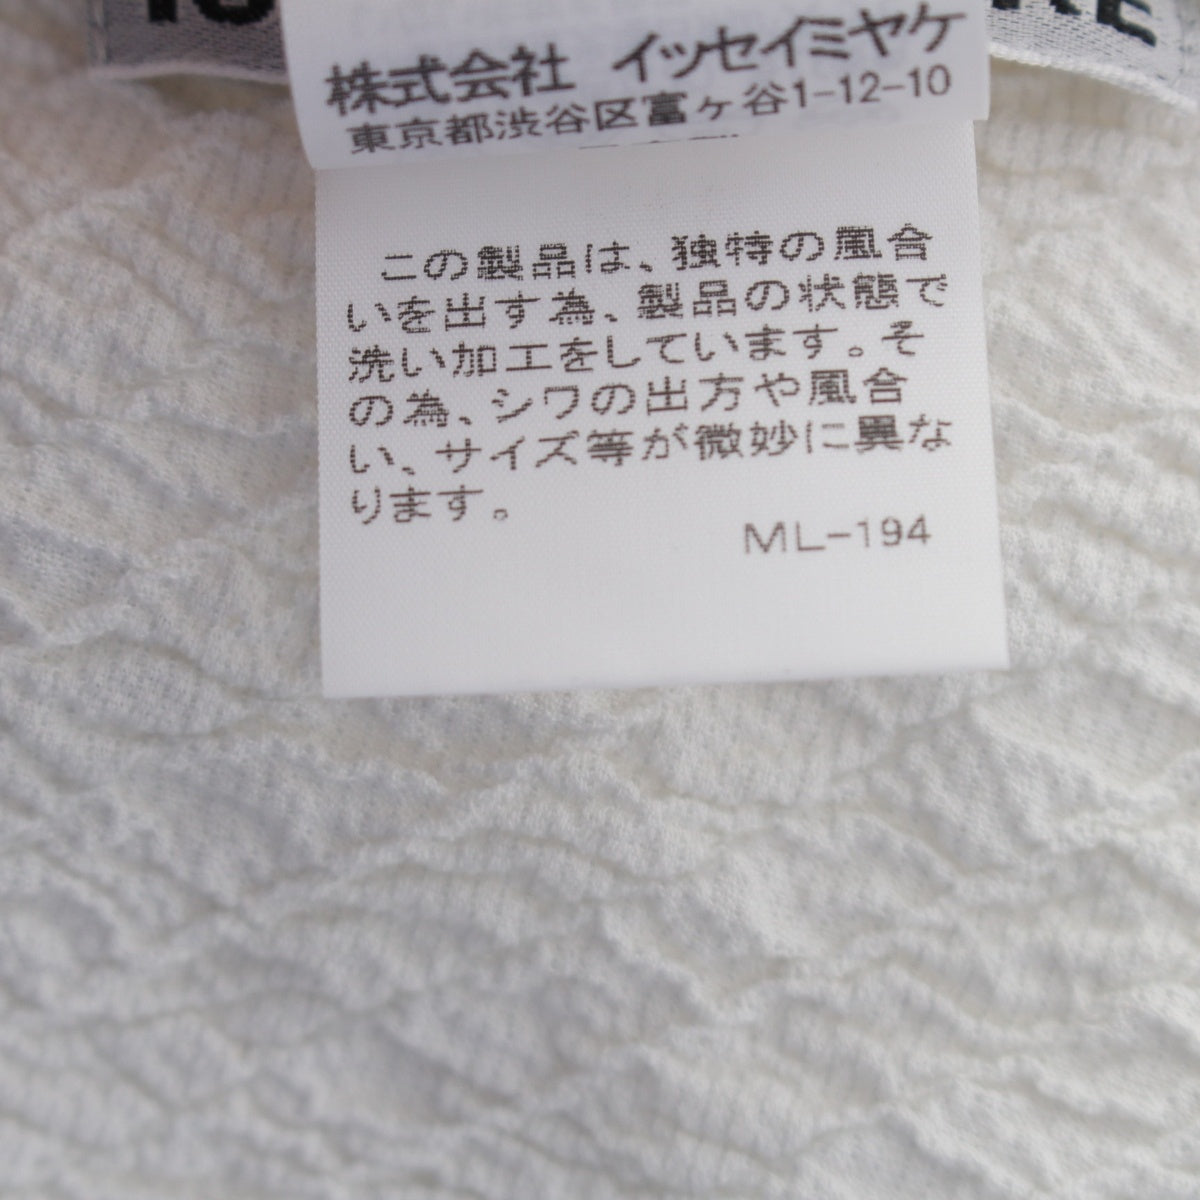 株式会社 イッセイミヤケ
東京都渋谷区富ヶ谷1-12-10
この製品は、独特の風合
いを出す為、製品の状態で
洗い加工をしています。そ
の為、シワの出方や風合
い、サイズ等が微妙に異な
ります。
ML-194